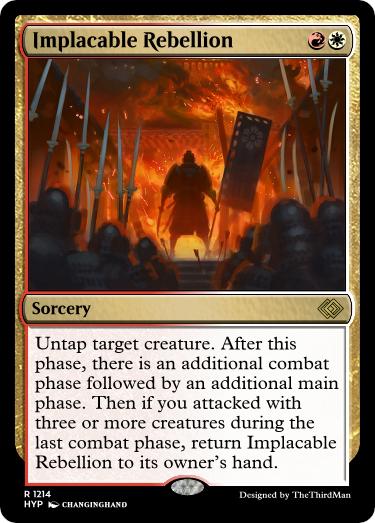 Implacable Rebellion
Sorcery
Untap target creature. After this
phase, there is an additional combat
phase followed by an additional main
phase. Then if you attacked with
three or more creatures during the
last combat phase, return Implacable
Rebellion to its owner's hand.
R 1214
HYP CHANGINGHAND
Designed by TheThirdMan